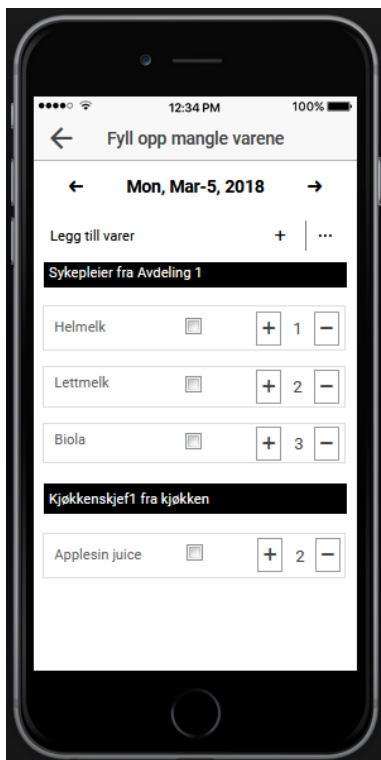 12:34 PM 100%
Fyll opp mangle varene
← Mon, Mar-5, 2018 →
Legg till varer + ...
Sykepleier fra Avdeling 1
Helmelk + 1 −
Lettmelk + 2 −
Biola + 3 −
Kjøkkenskjef1 fra kjøkken
Applesin juice + 2 −